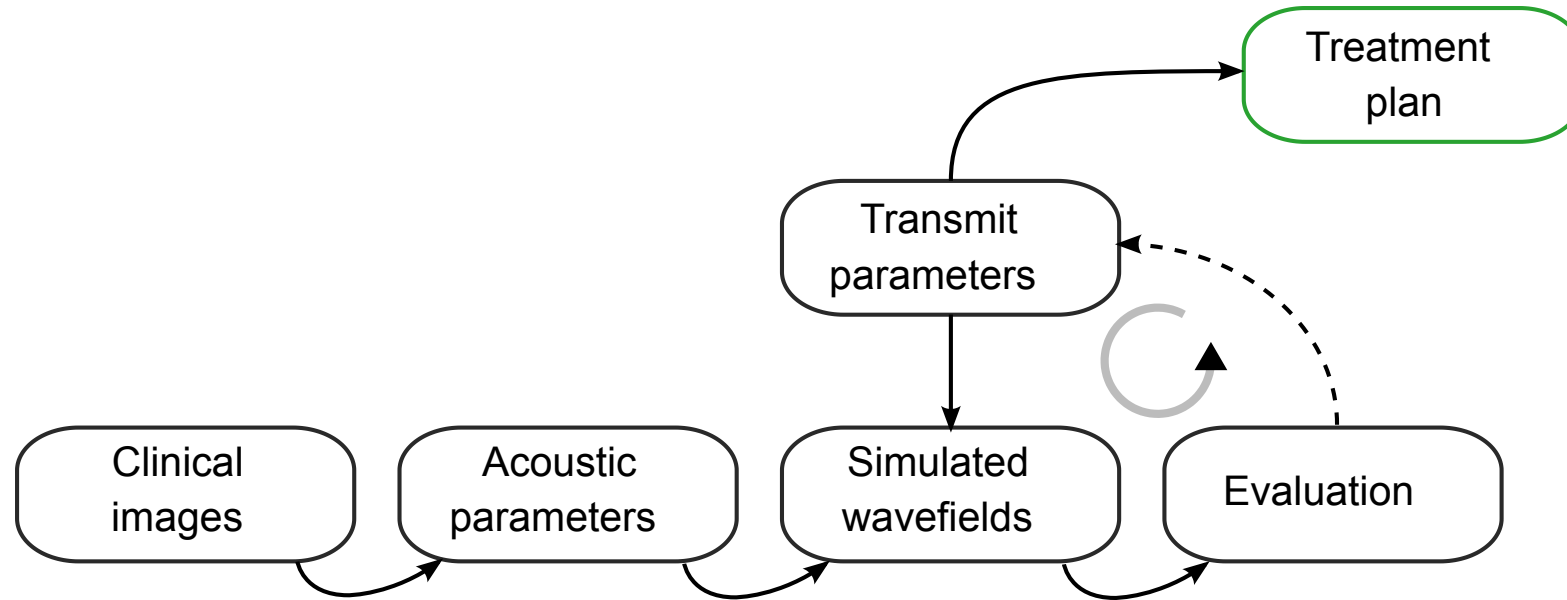 Treatment
plan
Transmit
parameters
Clinical
images
Acoustic
parameters
Simulated
wavefields
Evaluation